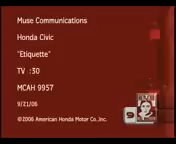 Muse Communications
Honda Civic
"Etiquette"
TV :30
MCAH 9957
9/21/06
©2006 American Honda Motor Co.,Inc.